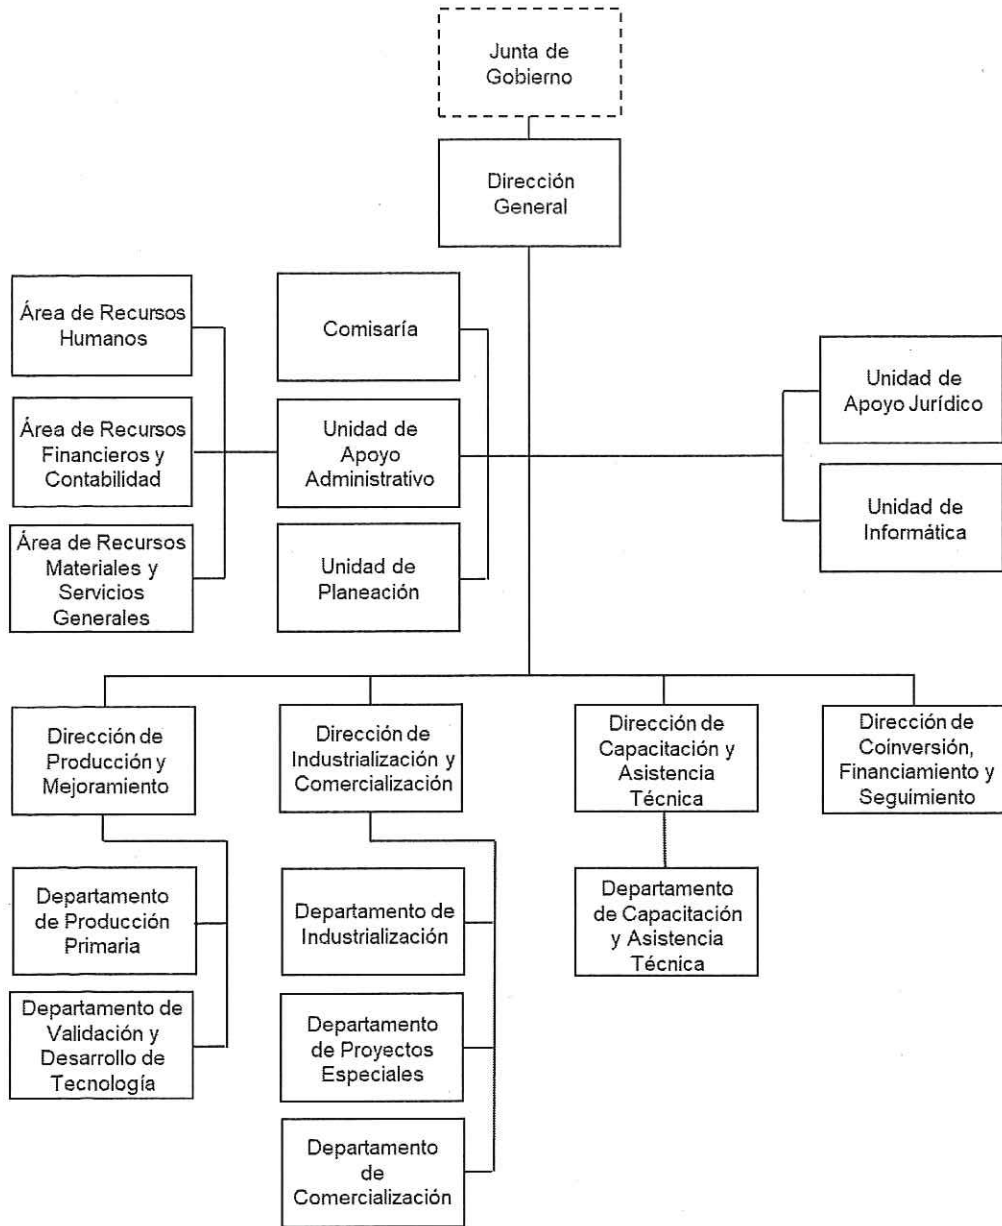 Junta de
Gobierno
Dirección
General
Área de Recursos
Humanos
Comisaría
Unidad de
Apoyo Jurídico
Área de Recursos
Financieros y
Contabilidad
Unidad de
Apoyo
Administrativo
Unidad de
Informática
Área de Recursos
Materiales y
Servicios
Generales
Unidad de
Planeación
Dirección de
Producción y
Mejoramiento
Dirección de
Industrialización y
Comercialización
Dirección de
Capacitación y
Asistencia
Técnica
Dirección de
Coinversión,
Financiamiento y
Seguimiento
Departamento
de Producción
Primaria
Departamento de
Industrialización
Departamento
de Capacitación
y Asistencia
Técnica
Departamento de
Validación y
Desarrollo de
Tecnología
Departamento
de Proyectos
Especiales
Departamento
de
Comercialización